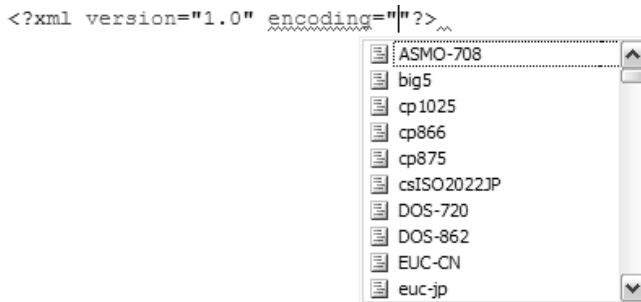 <?xml version="1.0" encoding=""?>
ASMO-708
big5
cp1025
cp866
cp875
csISO2022JP
DOS-720
DOS-862
EUC-CN
euc-jp